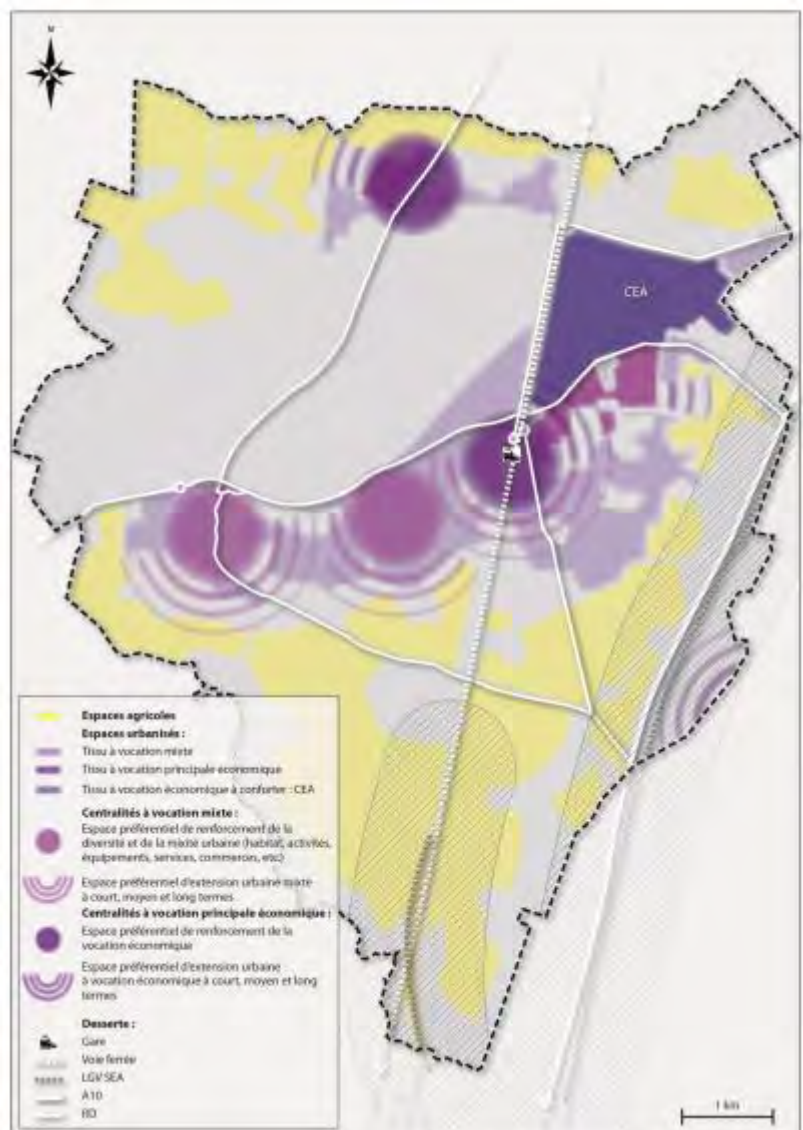 N
CEA
Espaces agricoles
Espaces urbanisés :
Tissu à vocation mixte
Tissu à vocation principale économique
Tissu à vocation économique à conforter : CEA
Centralités à vocation mixte :
Espace préférentiel de renforcement de la
diversité et de la mixité urbaine (habitat, activités,
équipements, services, commerces, etc)
Espace préférentiel d'extension urbaine mixte
à court, moyen et long termes
Centralités à vocation principale économique :
Espace préférentiel de renforcement de la
vocation économique
Espace préférentiel d'extension urbaine
à vocation économique à court, moyen et long
termes
Desserte :
Gare
Voie ferrée
LGV SEA
A10
RD
1 km